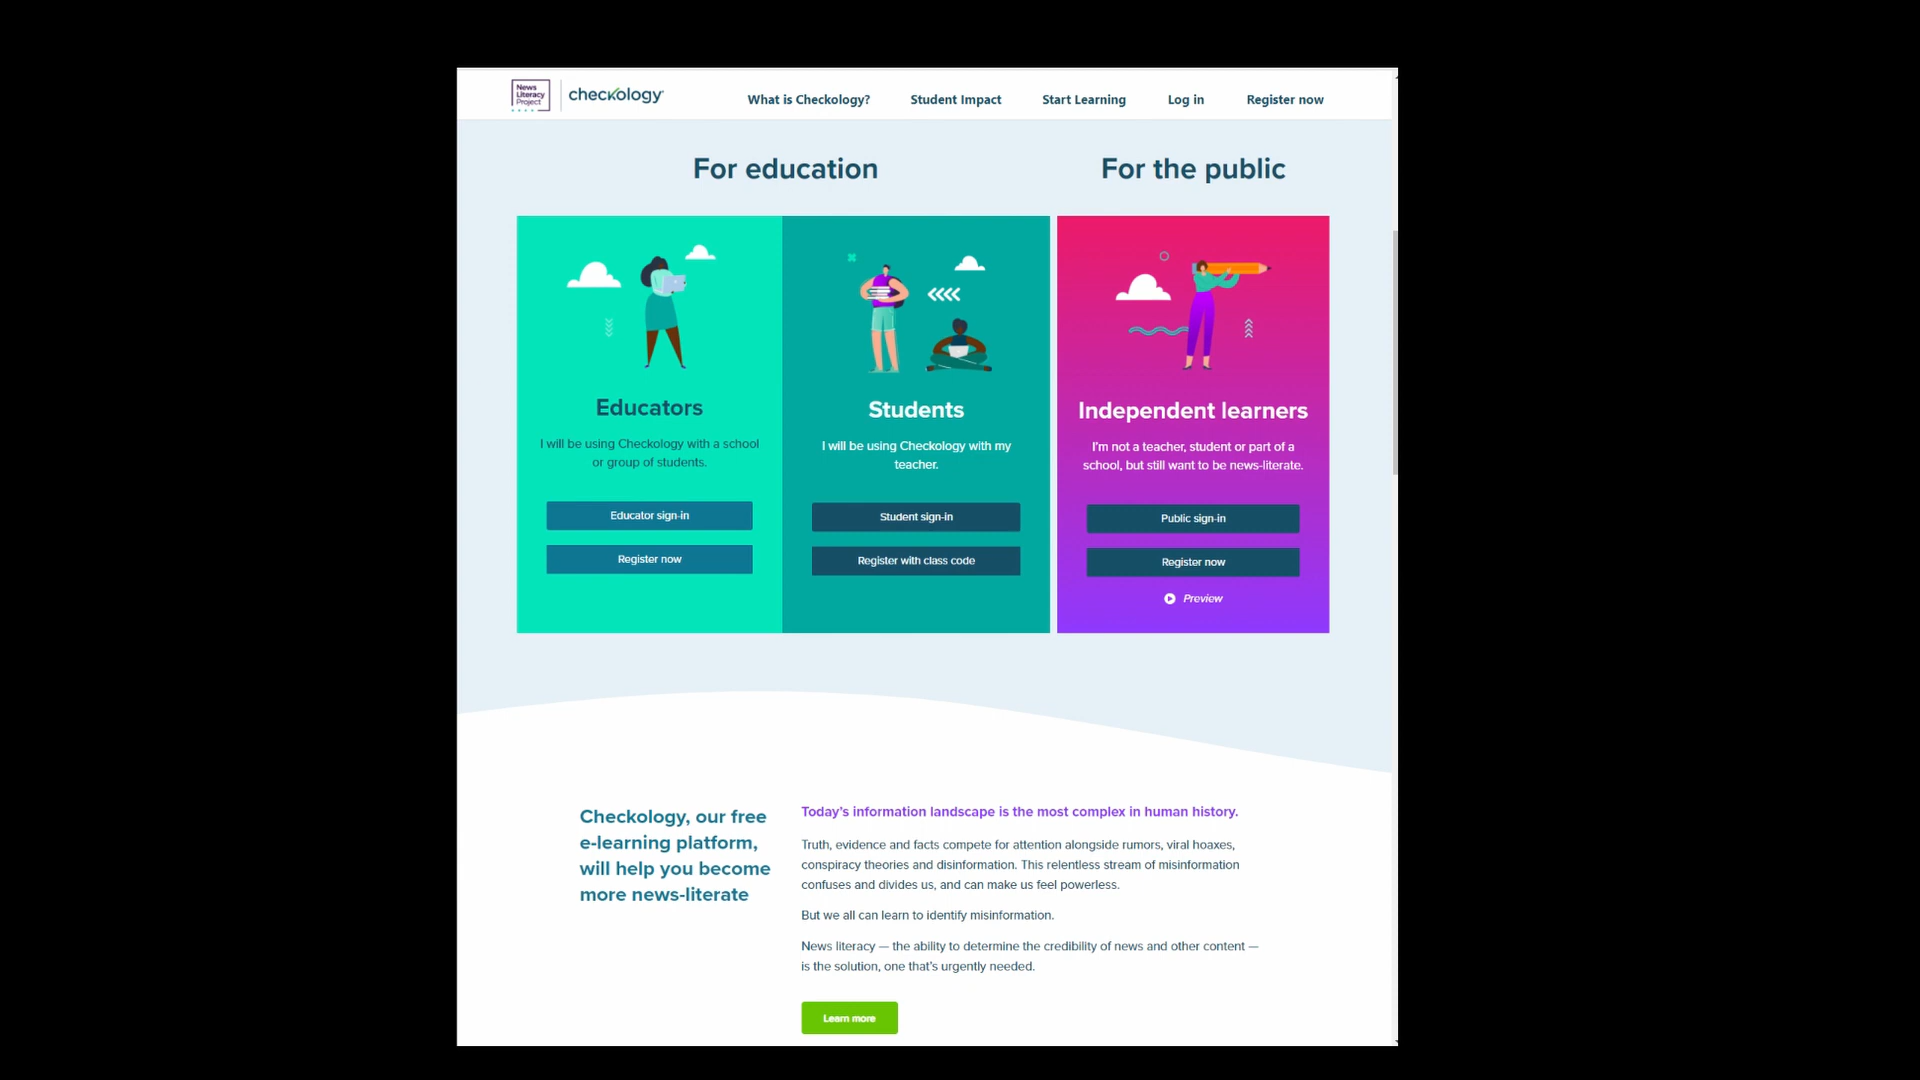 News
Literacy
Project
checkology
What is Checkology?
Student Impact
Start Learning
Log in
Register now
For education
For the public
Educators
I will be using Checkology with a school
or group of students.
Educator sign-in
Register now
Students
I will be using Checkology with my
teacher.
Student sign-in
Register with class code
Independent learners
I'm not a teacher, student or part of a
school, but still want to be news-literate.
Public sign-in
Register now
Preview
Checkology, our free
e-learning platform,
will help you become
more news-literate
Today's information landscape is the most complex in human history.
Truth, evidence and facts compete for attention alongside rumors, viral hoaxes,
conspiracy theories and disinformation. This relentless stream of misinformation
confuses and divides us, and can make us feel powerless.
But we all can learn to identify misinformation.
News literacy — the ability to determine the credibility of news and other content —
is the solution, one that's urgently needed.
Learn more